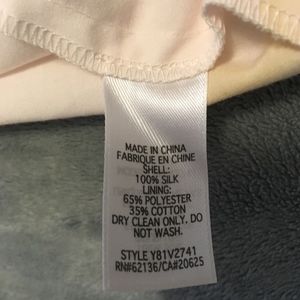 MADE IN CHINA
FABRIQUE EN CHINE
SHELL:
100% SILK
LINING:
65% POLYESTER
35% COTTON
DRY CLEAN ONLY. DO
NOT WASH.
STYLE Y81V2741
RN#62136/CA#20625